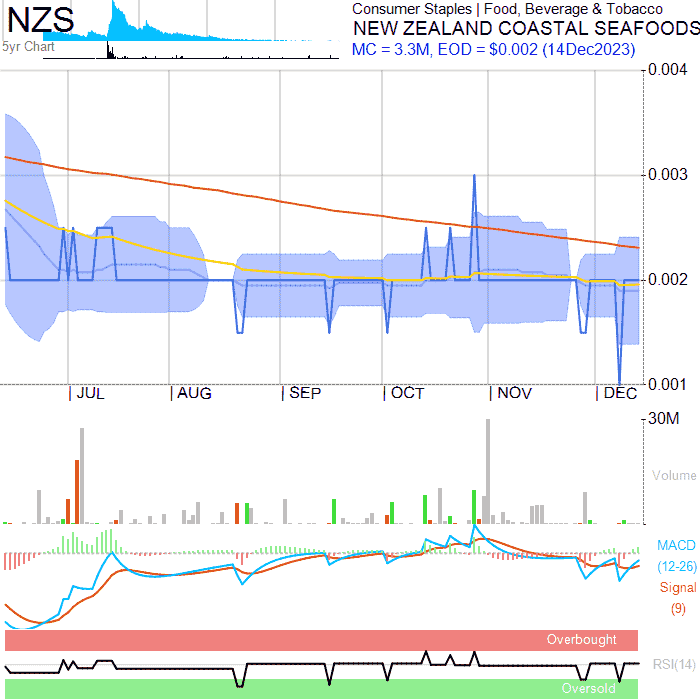 NZS
5yr Chart
Consumer Staples | Food, Beverage & Tobacco
NEW ZEALAND COASTAL SEAFOODS
MC = 3.3M, EOD = $0.002 (14Dec2023)
0.004
0.003
0.002
0.001
JUL
AUG
SEP
OCT
NOV
DEC
30M
Volume
MACD
(12-26)
Signal
(9)
Overbought
RSI(14)
Oversold